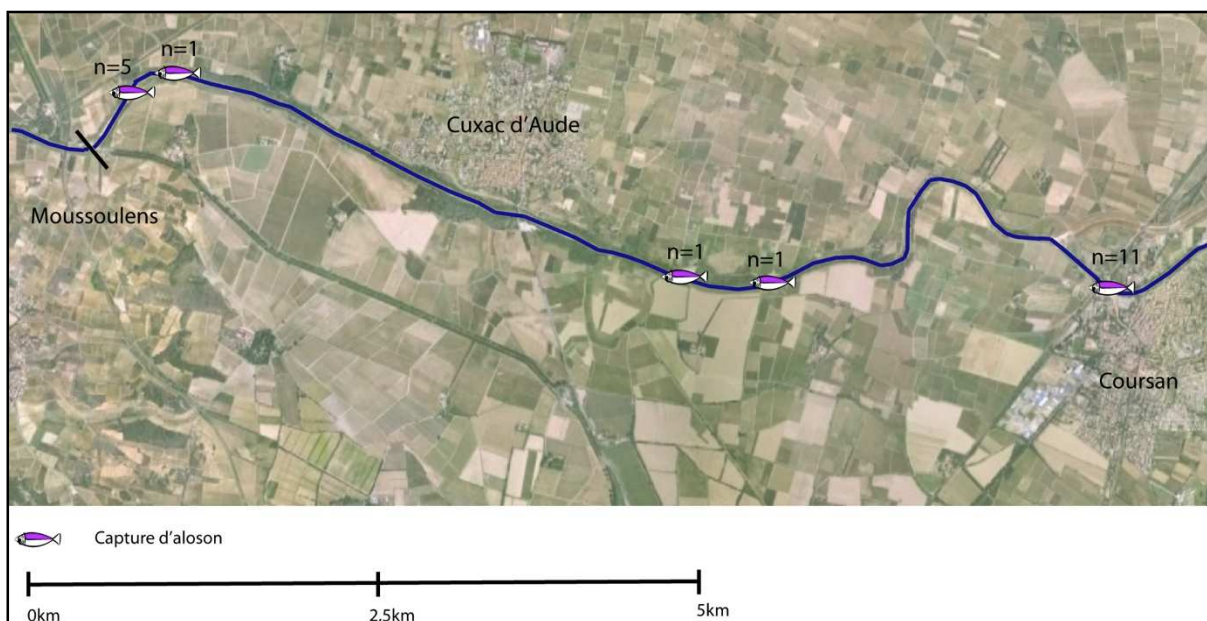 n=1
n=5
Cuxac d'Aude
Moussoulens
n=1
n=1
n=11
Coursan
Capture d'aloson
0km
2.5km
5km